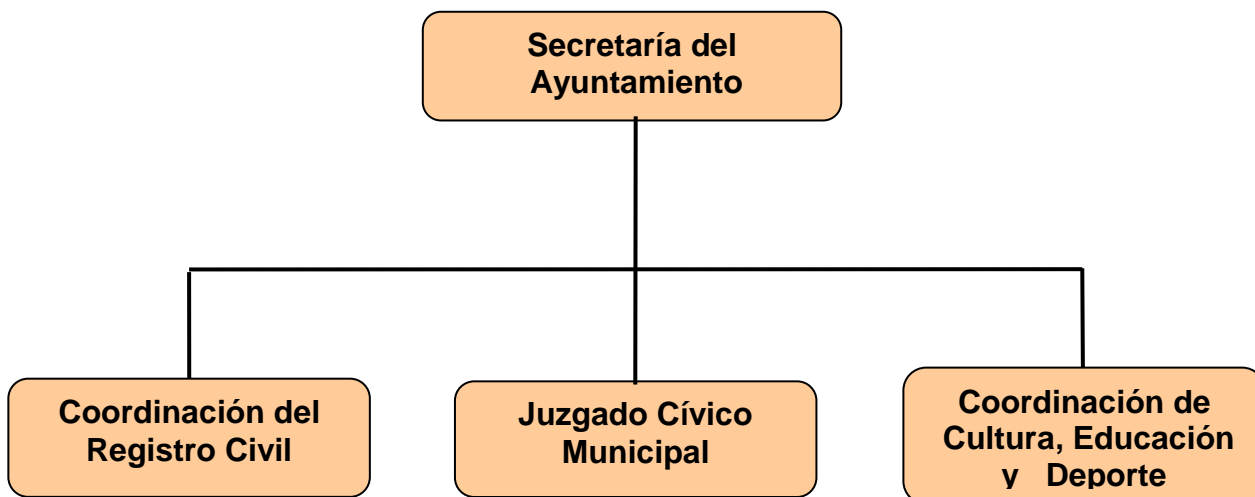 Secretaría del
Ayuntamiento
Coordinación del
Registro Civil
Juzgado Cívico
Municipal
Coordinación de
Cultura, Educación
y Deporte